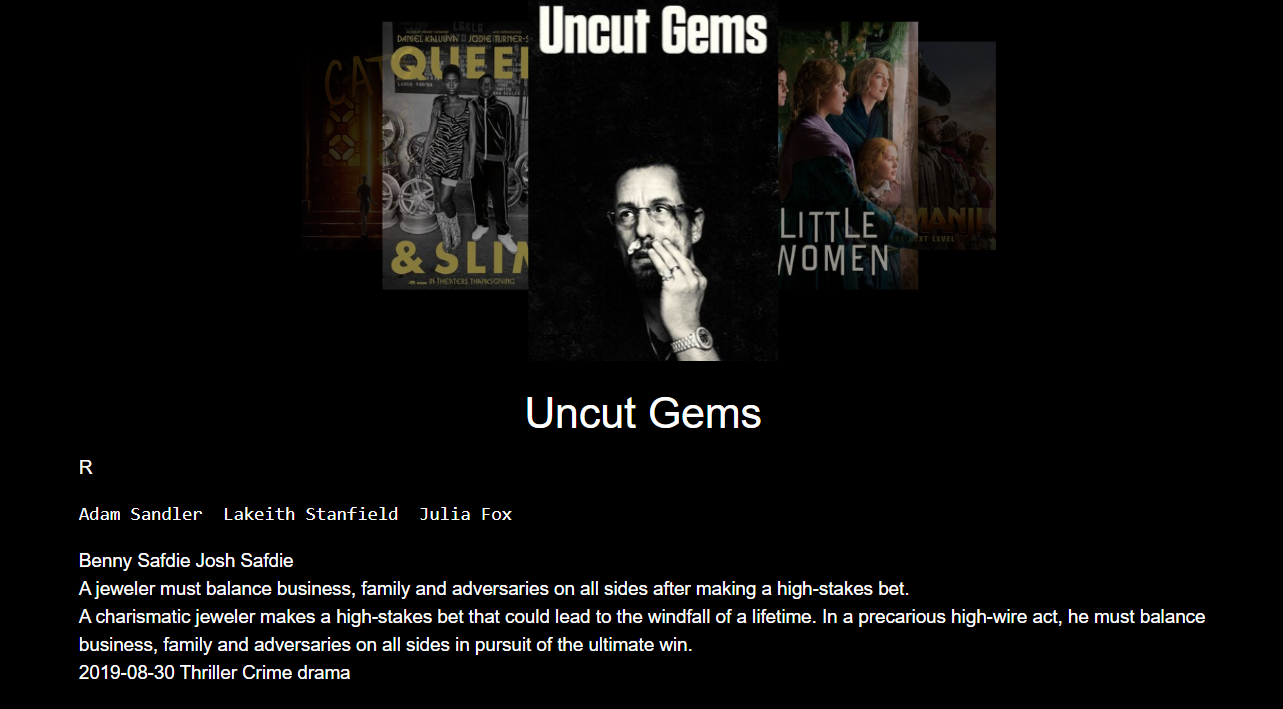 Uncut Gems
CAT
DANIEL KALUUYA JODIE TURNER-S
QUEE
& SLIM
IN THEATERS THANKSGIVING
LITTLE
WOMEN
MANJI
EXT LEVEL
Uncut Gems
R
Adam Sandler Lakeith Stanfield Julia Fox
Benny Safdie Josh Safdie
A jeweler must balance business, family and adversaries on all sides after making a high-stakes bet.
A charismatic jeweler makes a high-stakes bet that could lead to the windfall of a lifetime. In a precarious high-wire act, he must balance
business, family and adversaries on all sides in pursuit of the ultimate win.
2019-08-30 Thriller Crime drama